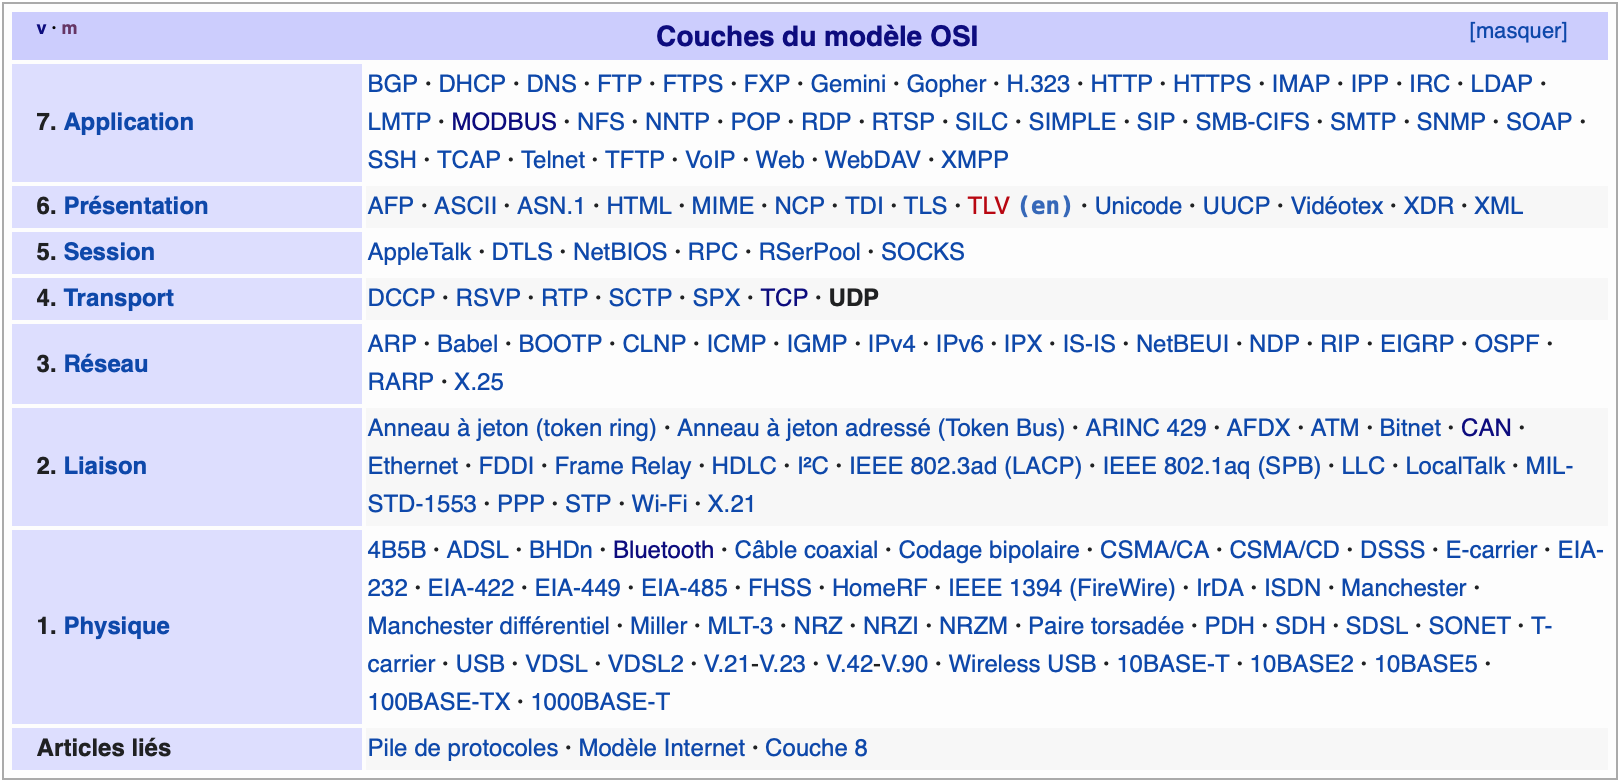 v · m
Couches du modèle OSI
[masquer]
7. Application
BGP · DHCP · DNS · FTP · FTPS · FXP · Gemini · Gopher · H.323 · HTTP · HTTPS · IMAP · IPP · IRC · LDAP ·
LMTP · MODBUS · NFS · NNTP · POP · RDP · RTSP · SILC · SIMPLE · SIP · SMB-CIFS · SMTP · SNMP · SOAP ·
SSH · TCAP · Telnet · TFTP · VoIP · Web · WebDAV · XMPP
6. Présentation
AFP · ASCII · ASN.1 · HTML · MIME · NCP · TDI · TLS · TLV (en) · Unicode · UUCP · Vidéotex · XDR · XML
5. Session
AppleTalk · DTLS · NetBIOS · RPC · RSerPool · SOCKS
4. Transport
DCCP · RSVP · RTP · SCTP · SPX · TCP · UDP
3. Réseau
ARP · Babel · BOOTP · CLNP · ICMP · IGMP · IPv4 · IPv6 · IPX · IS-IS · NetBEUI · NDP · RIP · EIGRP · OSPF ·
RARP · X.25
2. Liaison
Anneau à jeton (token ring) · Anneau à jeton adressé (Token Bus) · ARINC 429 · AFDX · ATM · Bitnet · CAN ·
Ethernet · FDDI · Frame Relay · HDLC · I²C · IEEE 802.3ad (LACP) · IEEE 802.1aq (SPB) · LLC · LocalTalk · MIL-
STD-1553 · PPP · STP · Wi-Fi · X.21
1. Physique
4B5B · ADSL · BHDn · Bluetooth · Câble coaxial · Codage bipolaire · CSMA/CA · CSMA/CD · DSSS · E-carrier · EIA-
232 · EIA-422 · EIA-449 · EIA-485 · FHSS · HomeRF · IEEE 1394 (FireWire) · IrDA · ISDN · Manchester ·
Manchester différentiel · Miller · MLT-3 · NRZ · NRZI · NRZM · Paire torsadée · PDH · SDH · SDSL · SONET · T-
carrier · USB · VDSL · VDSL2 · V.21-V.23 · V.42-V.90 · Wireless USB · 10BASE-T · 10BASE2 · 10BASE5 ·
100BASE-TX · 1000BASE-T
Articles liés
Pile de protocoles · Modèle Internet · Couche 8